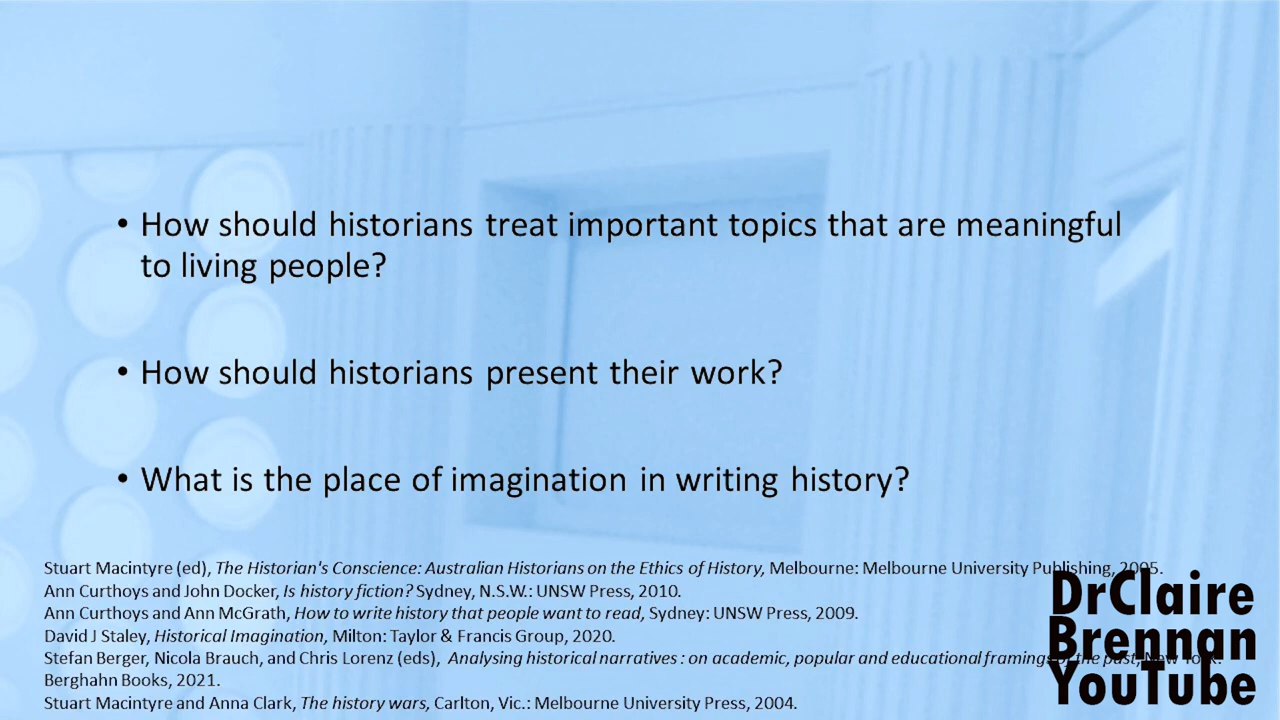 • How should historians treat important topics that are meaningful
to living people?
• How should historians present their work?
• What is the place of imagination in writing history?
Stuart Macintyre (ed), The Historian's Conscience: Australian Historians on the Ethics of History, Melbourne: Melbourne University Publishing, 2005.
Ann Curthoys and John Docker, Is history fiction? Sydney, N.S.W.: UNSW Press, 2010.
Ann Curthoys and Ann McGrath, How to write history that people want to read, Sydney: UNSW Press, 2009.
David J Staley, Historical Imagination, Milton: Taylor & Francis Group, 2020.
Stefan Berger, Nicola Brauch, and Chris Lorenz (eds), Analysing historical narratives : on academic, popular and educational framings of the past, New York:
Berghahn Books, 2021.
Stuart Macintyre and Anna Clark, The history wars, Carlton, Vic.: Melbourne University Press, 2004.
DrClaire
Brennan
YouTube